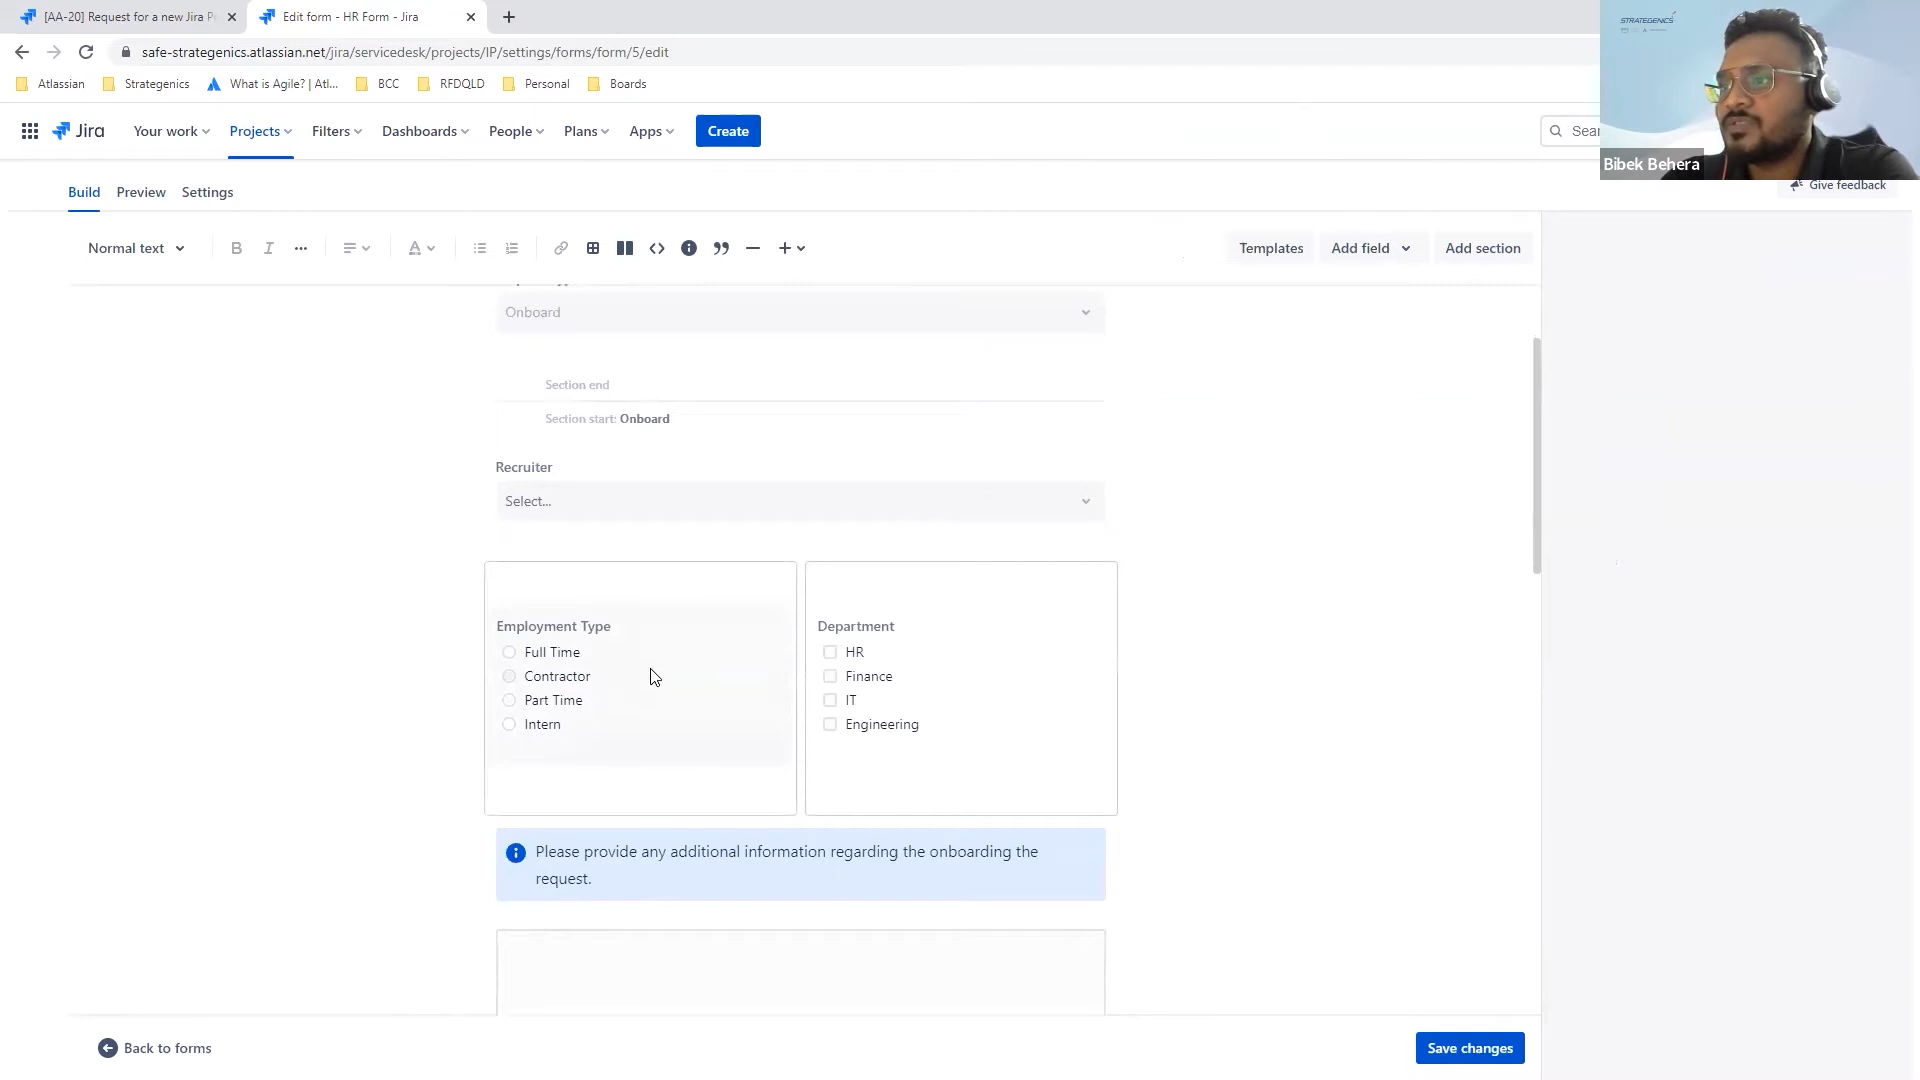 [AA-20] Request for a new Jira P
Edit form - HR Form - Jira
safe-strategenics.atlassian.net/jira/servicedesk/projects/IP/settings/forms/form/5/edit
Atlassian
Strategenics
What is Agile? | Atl...
BCC
RFDQLD
Personal
Boards
Jira
Your work
Projects
Filters
Dashboards
People
Plans
Apps
Create
Sear
STRATEGENICS
Bibek Behera
Give feedback
Build
Preview
Settings
Normal text
B
I
A
Templates
Add field
Add section
Onboard
Section end
Section start: Onboard
Recruiter
Select...
Employment Type
Full Time
Contractor
Part Time
Intern
Department
HR
Finance
IT
Engineering
Please provide any additional information regarding the onboarding the
request.
Back to forms
Save changes